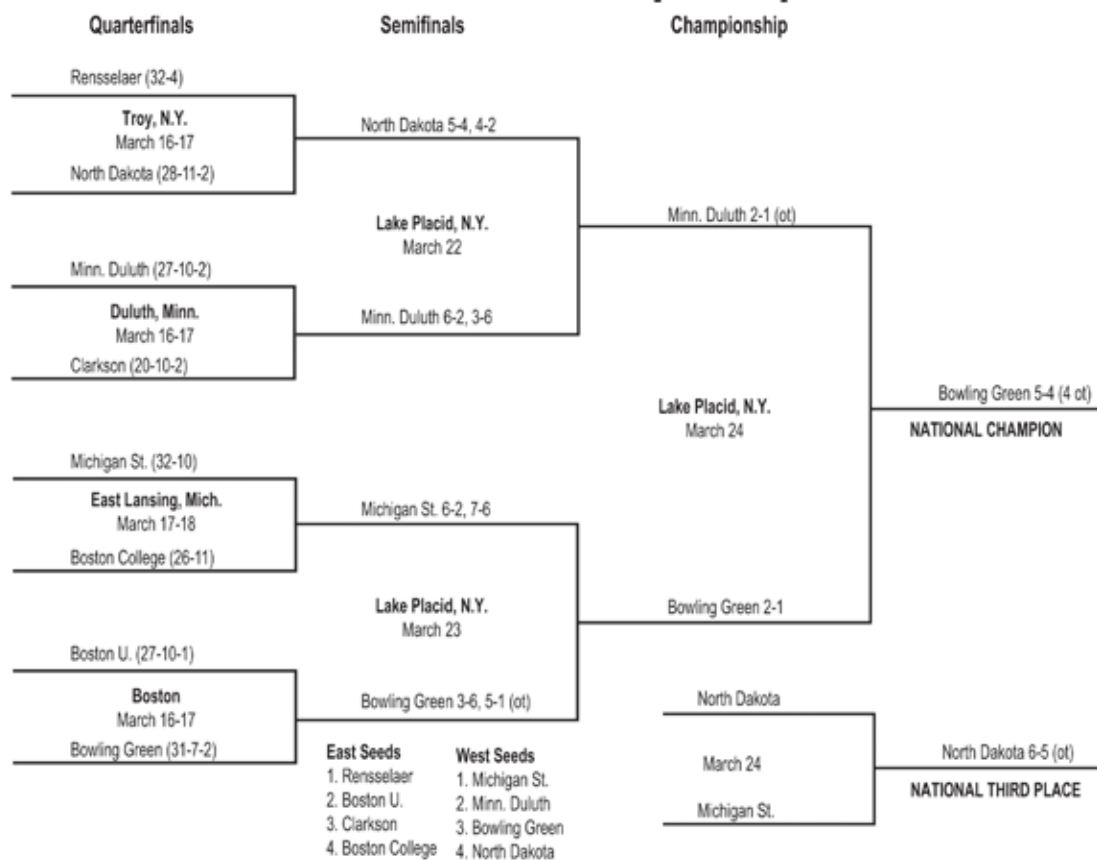 Quarterfinals
Semifinals
Championship
Rensselaer (32-4)
Troy, N.Y.
March 16-17
North Dakota (28-11-2)
Minn. Duluth (27-10-2)
Duluth, Minn.
March 16-17
Clarkson (20-10-2)
Michigan St. (32-10)
East Lansing, Mich.
March 17-18
Boston College (26-11)
Boston U. (27-10-1)
Boston
March 16-17
Bowling Green (31-7-2)
North Dakota 5-4, 4-2
Lake Placid, N.Y.
March 22
Minn. Duluth 6-2, 3-6
Michigan St. 6-2, 7-6
Lake Placid, N.Y.
March 23
Bowling Green 3-6, 5-1 (ot)
Minn. Duluth 2-1 (ot)
Lake Placid, N.Y.
March 24
Bowling Green 2-1
Bowling Green 5-4 (4 ot)
NATIONAL CHAMPION
North Dakota
March 24
Michigan St.
North Dakota 6-5 (ot)
NATIONAL THIRD PLACE
East Seeds
1. Rensselaer
2. Boston U.
3. Clarkson
4. Boston College
West Seeds
1. Michigan St.
2. Minn. Duluth
3. Bowling Green
4. North Dakota